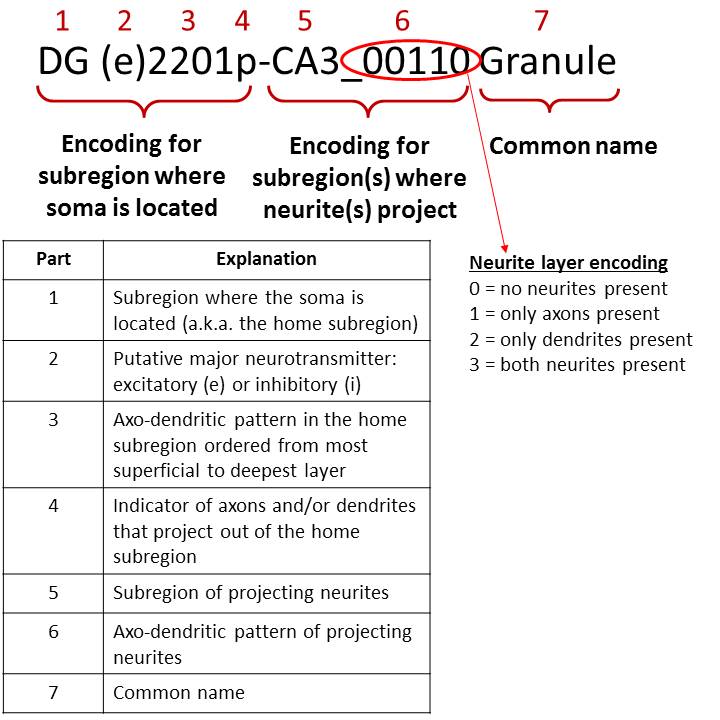 1 2 3 4 5 6 7
DG (e)2201p-CA3_00110Granule
Encoding for
subregion where
soma is located
Encoding for
subregion(s) where
neurite(s) project
Common name
Neurite layer encoding
0 = no neurites present
1 = only axons present
2 = only dendrites present
3 = both neurites present
Part Explanation
1 Subregion where the soma is
located (a.k.a. the home subregion)
2 Putative major neurotransmitter:
excitatory (e) or inhibitory (i)
3 Axo-dendritic pattern in the home
subregion ordered from most
superficial to deepest layer
4 Indicator of axons and/or dendrites
that project out of the home
subregion
5 Subregion of projecting neurites
6 Axo-dendritic pattern of projecting
neurites
7 Common name